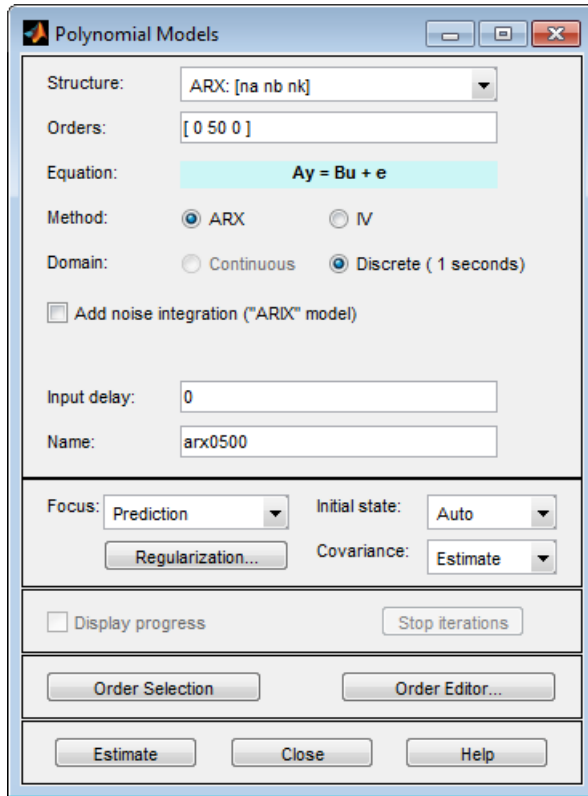 Polynomial Models
Structure: ARX: [na nb nk]
Orders: [ 0 50 0 ]
Equation: Ay = Bu + e
Method: ARX IV
Domain: Continuous Discrete ( 1 seconds)
Add noise integration ("ARIX" model)
Input delay: 0
Name: arx0500
Focus: Prediction Initial state: Auto
Regularization... Covariance: Estimate
Display progress Stop iterations
Order Selection Order Editor...
Estimate Close Help